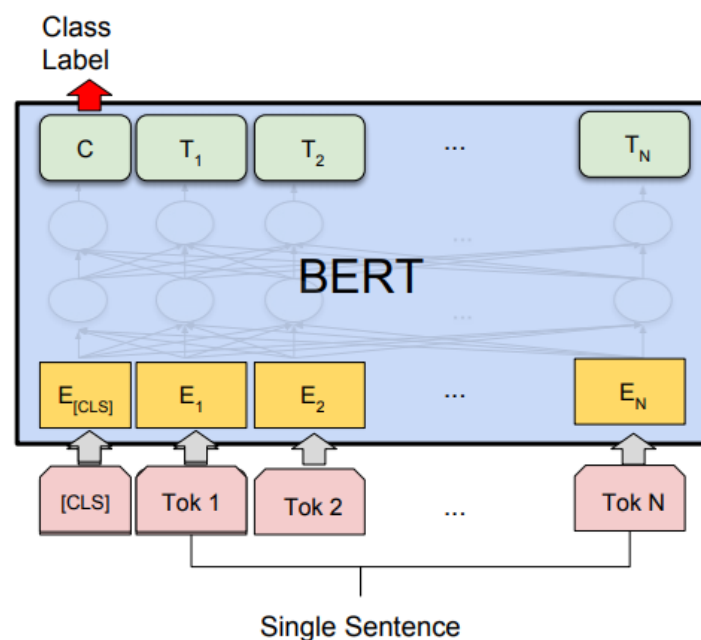 Class
Label
C T1 T2 ... TN
...
BERT
...
E[CLS] E1 E2 ... EN
[CLS] Tok 1 Tok 2 ... Tok N
Single Sentence